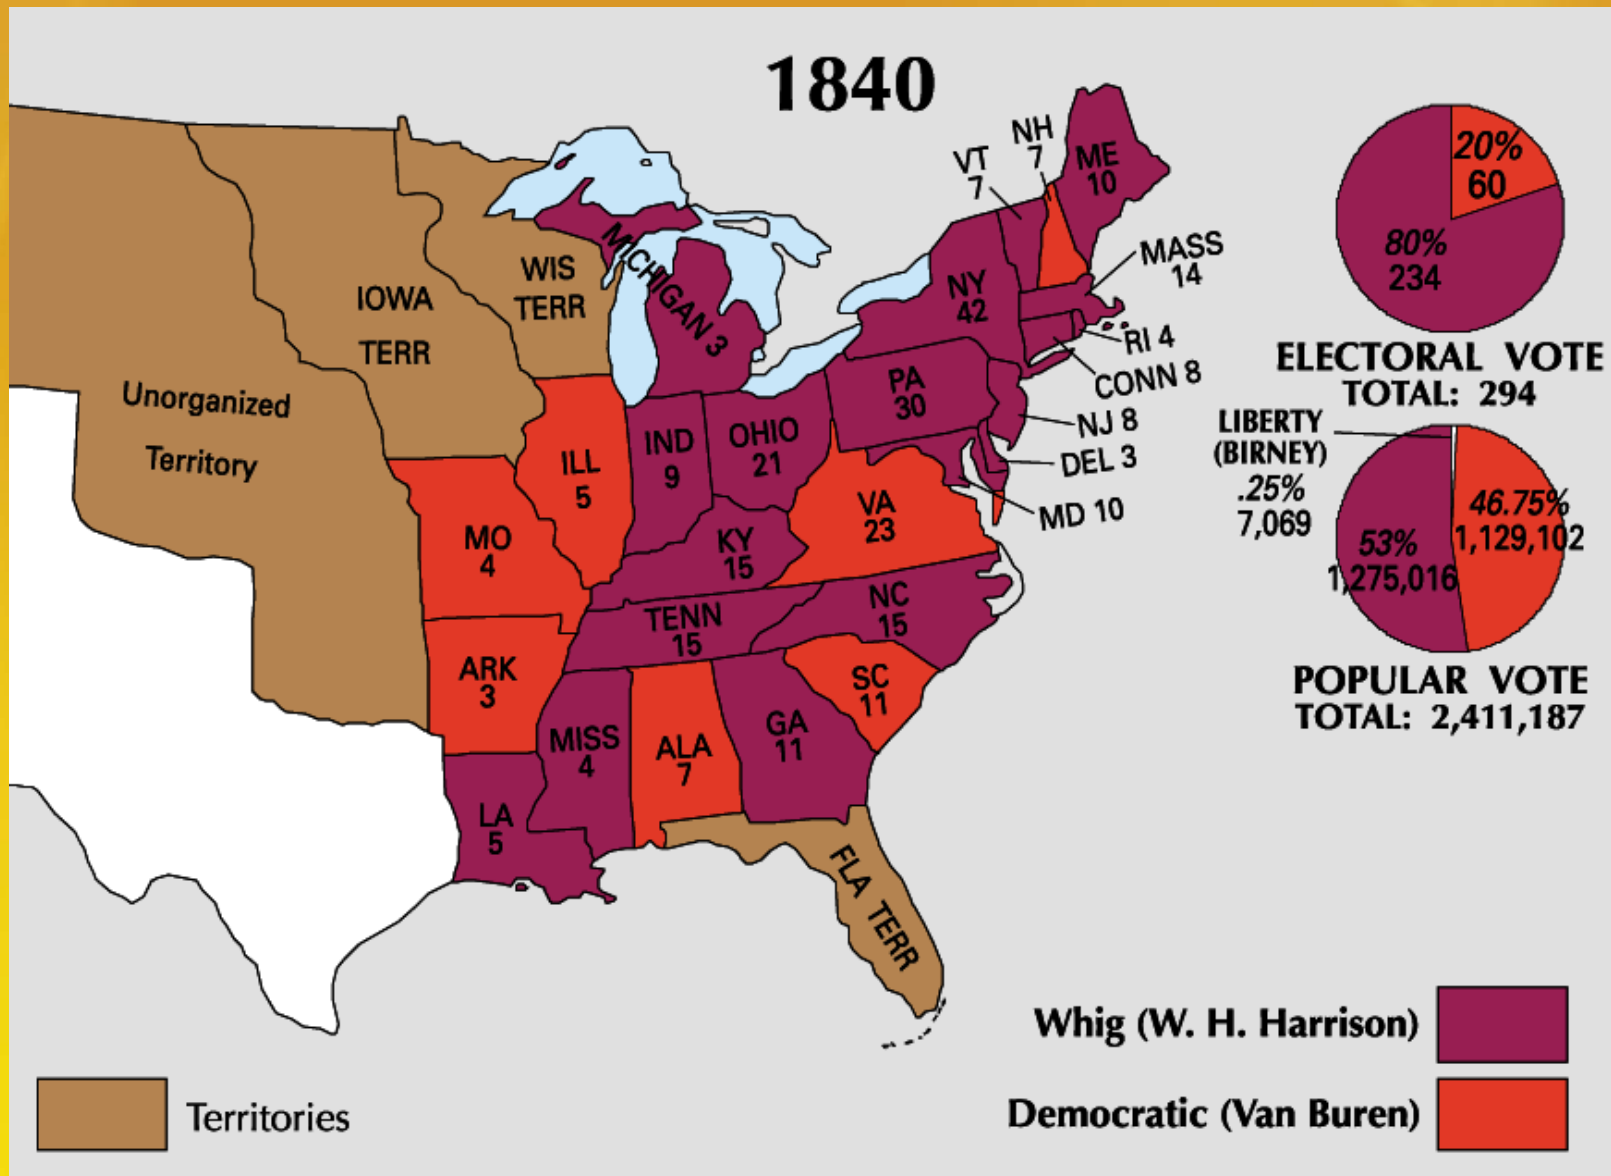 1840
NH
7
VT
7
ME
10
MASS
14
NY
42
RI 4
CONN 8
PA
30
NJ 8
DEL 3
MD 10
MICHIGAN 3
WIS
TERR
IOWA
TERR
Unorganized
Territory
ILL
5
IND
9
OHIO
21
VA
23
MO
4
KY
15
TENN
15
NC
15
ARK
3
SC
11
MISS
4
ALA
7
GA
11
LA
5
FLA TERR
20%
60
80%
234
ELECTORAL VOTE
TOTAL: 294
LIBERTY
(BIRNEY)
.25%
7,069
46.75%
1,129,102
53%
1,275,016
POPULAR VOTE
TOTAL: 2,411,187
Whig (W. H. Harrison)
Democratic (Van Buren)
Territories